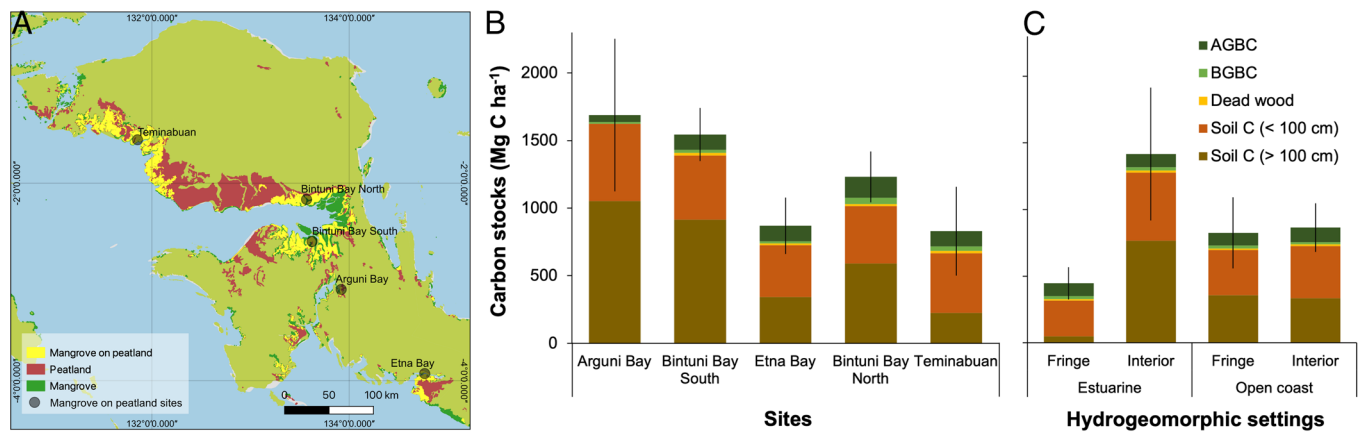 A
132°0'0.000"
134°0'0.000"
Teminabuan
-2°0'0.000"
-2°0'0.000"
Bintuni Bay North
Bintuni Bay South
Arguni Bay
Etna Bay
-4°0'0.000"
-4°0'0.000"
Mangrove on peatland
Peatland
Mangrove
Mangrove on peatland sites
0 50 100 km
132°0'0.000"
134°0'0.000"
B
Carbon stocks (Mg C ha-1)
2000
1500
1000
500
0
Arguni Bay
Bintuni Bay South
Etna Bay
Bintuni Bay North
Teminabuan
Sites
C
AGBC
BGBC
Dead wood
Soil C (< 100 cm)
Soil C (> 100 cm)
Fringe Interior Fringe Interior
Estuarine Open coast
Hydrogeomorphic settings